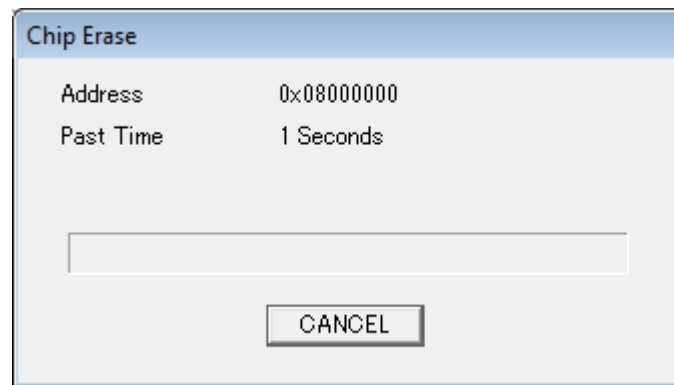 Chip Erase
Address 0x08000000
Past Time 1 Seconds
CANCEL